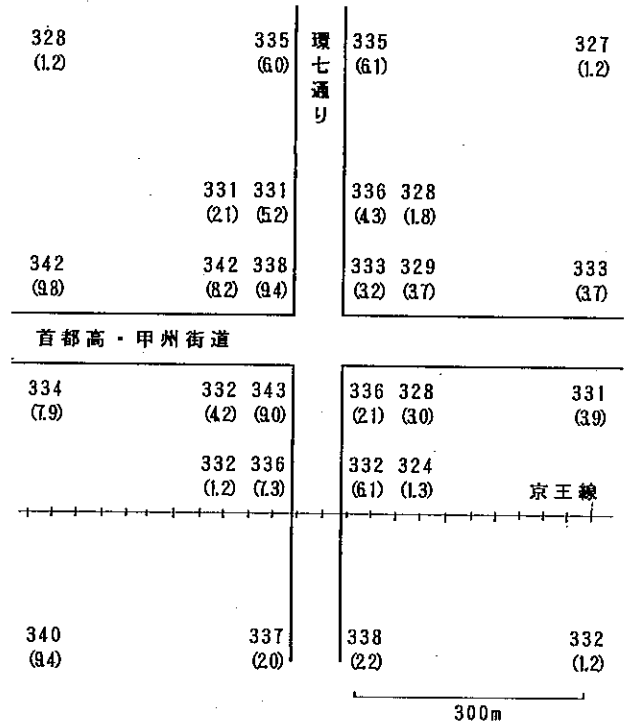 328 335 環七通り 335 327
(1.2) (6.0) (6.1) (1.2)
331 331 336 328
(2.1) (5.2) (4.3) (1.8)
342 342 338 333 329 333
(9.8) (8.2) (9.4) (3.2) (3.7) (3.7)
首都高・甲州街道
334 332 343 336 328 331
(7.9) (4.2) (9.0) (2.1) (3.0) (3.9)
332 336 332 324
(1.2) (7.3) (6.1) (1.3)
京王線
340 337 338 332
(9.4) (2.0) (2.2) (1.2)
300m